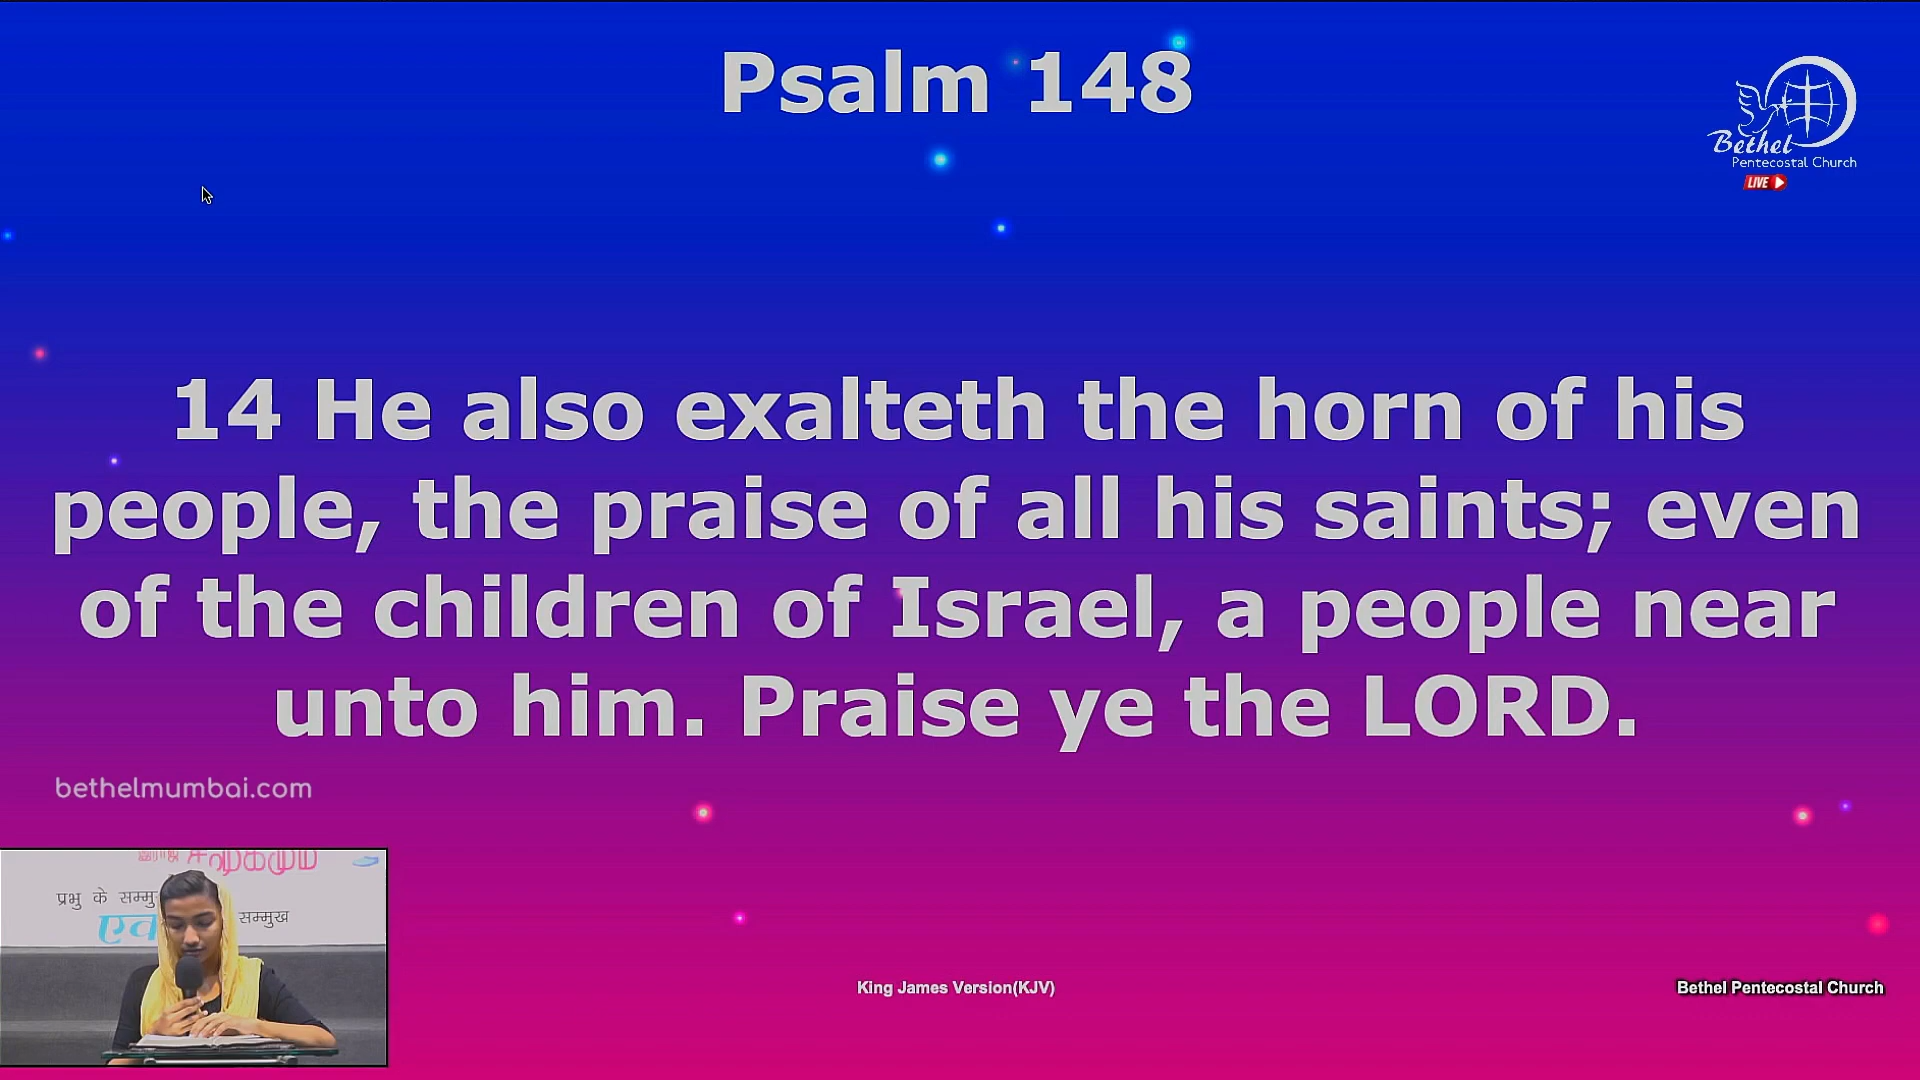 Psalm 148
Bethel
Pentecostal Church
LIVE
14 He also exalteth the horn of his
people, the praise of all his saints; even
of the children of Israel, a people near
unto him. Praise ye the LORD.
bethelmumbai.com
प्रभु के सम्मु
सम्मुख
एव
King James Version(KJV)
Bethel Pentecostal Church